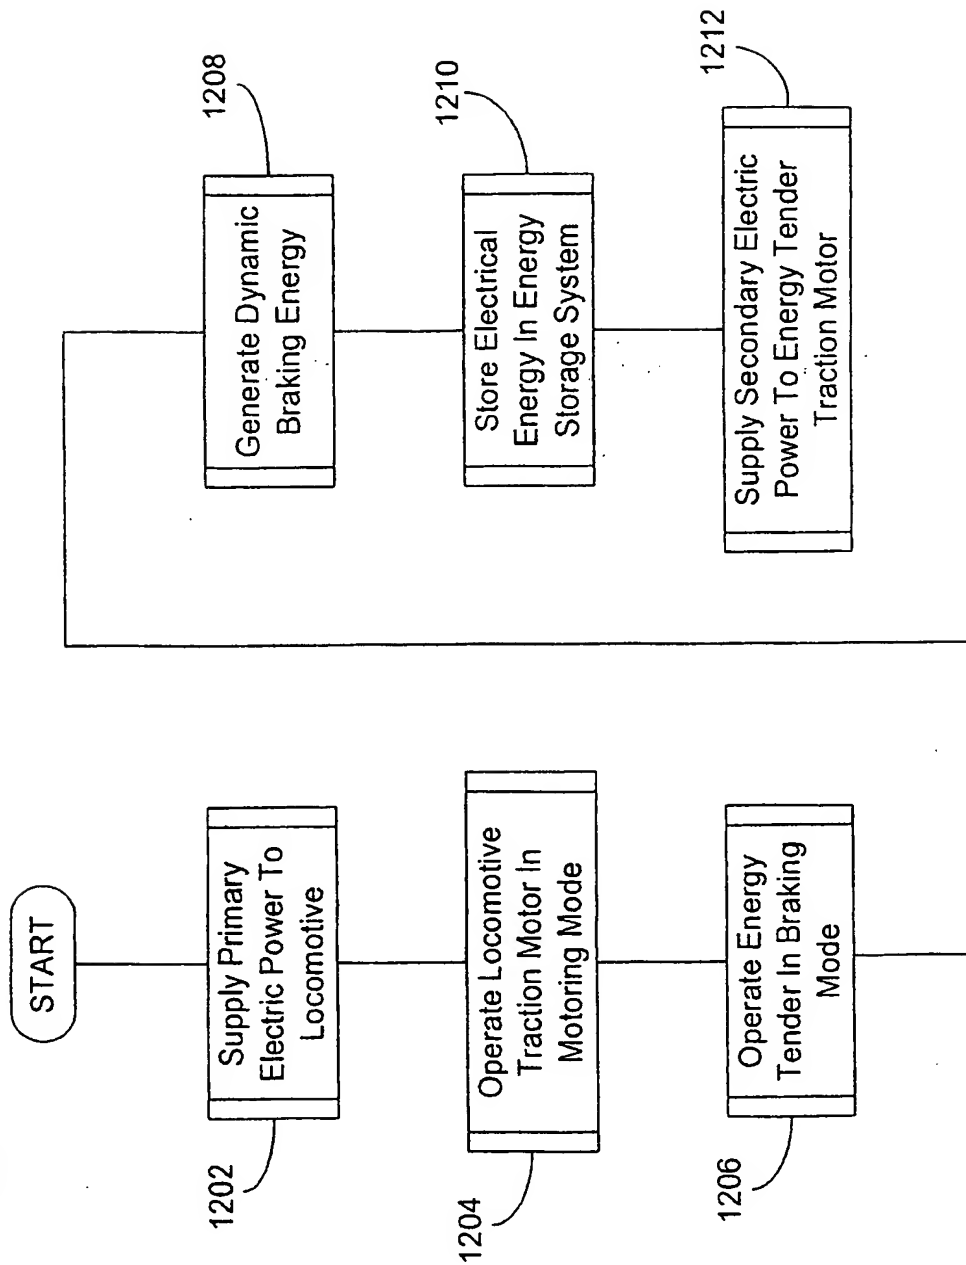 START
Supply Primary
Electric Power To
Locomotive
1202
Operate Locomotive
Traction Motor In
Motoring Mode
1204
Operate Energy
Tender In Braking
Mode
1206
Generate Dynamic
Braking Energy
1208
Store Electrical
Energy In Energy
Storage System
1210
Supply Secondary Electric
Power To Energy Tender
Traction Motor
1212